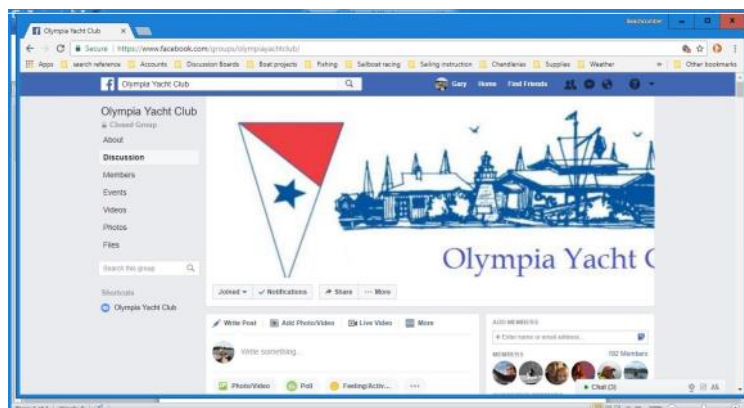 Olympia Yacht Club
Secure | https://www.facebook.com/groups/olympiayachtclub/
Apps search reference Accounts Discussion Boards Boat projects Fishing Sailboat racing Sailing instruction Chandleries Supplies Weather » Other bookmarks
Olympia Yacht Club Gary Home Find Friends
Olympia Yacht Club
Closed Group
About
Discussion
Members
Events
Videos
Photos
Files
Search this group
Shortcuts
Olympia Yacht Club
Olympia Yacht C
Joined Notifications Share More
Write Post Add Photo/Video Live Video More
Write something...
Photo/Video Poll Feeling/Activ...
ADD MEMBERS
+ Enter name or email address...
MEMBERS 192 Members
Chat (3)